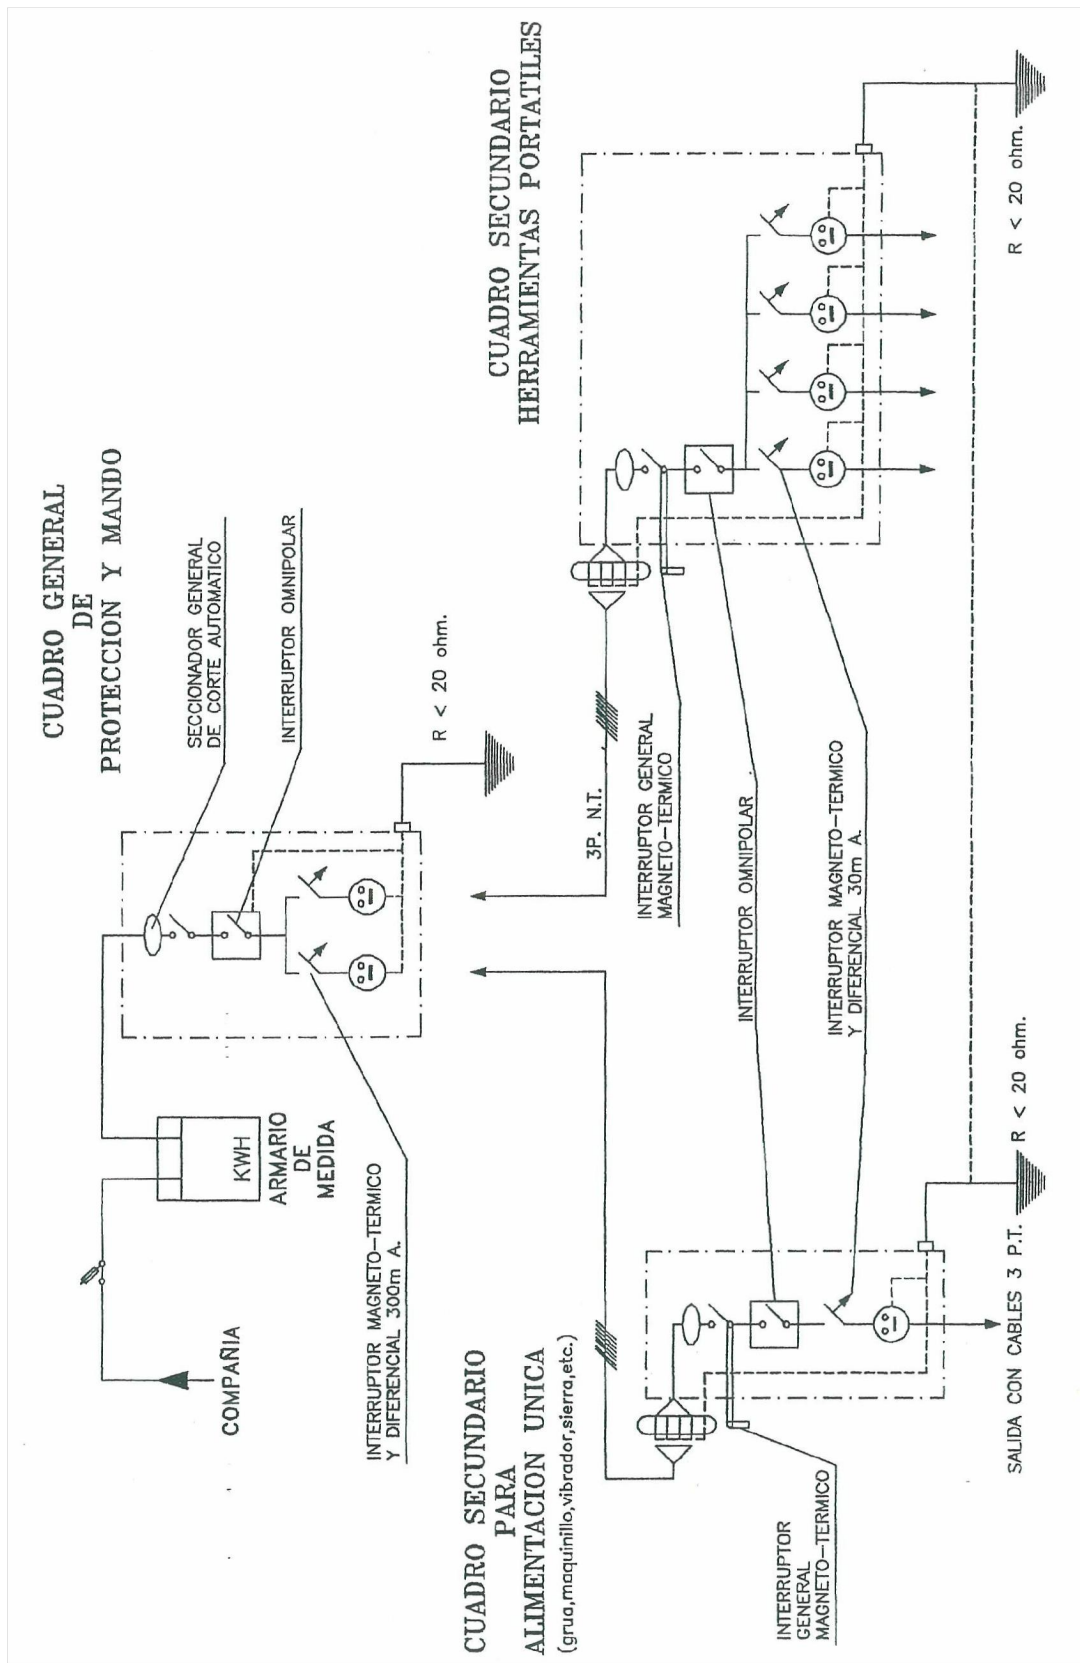 CUADRO GENERAL
DE
PROTECCION Y MANDO
SECCIONADOR GENERAL
DE CORTE AUTOMATICO
INTERRUPTOR OMNIPOLAR
R < 20 ohm.
COMPAÑIA
KWH
ARMARIO
DE
MEDIDA
INTERRUPTOR MAGNETO-TERMICO
Y DIFERENCIAL 300m A.
CUADRO SECUNDARIO
HERRAMIENTAS PORTATILES
3P. N.T.
INTERRUPTOR GENERAL
MAGNETO-TERMICO
INTERRUPTOR OMNIPOLAR
INTERRUPTOR MAGNETO-TERMICO
Y DIFERENCIAL 30m A.
R < 20 ohm.
CUADRO SECUNDARIO
PARA
ALIMENTACION UNICA
(grua,maquinillo,vibrador,sierra,etc.)
INTERRUPTOR
GENERAL
MAGNETO-TERMICO
SALIDA CON CABLES 3 P.T.
R < 20 ohm.